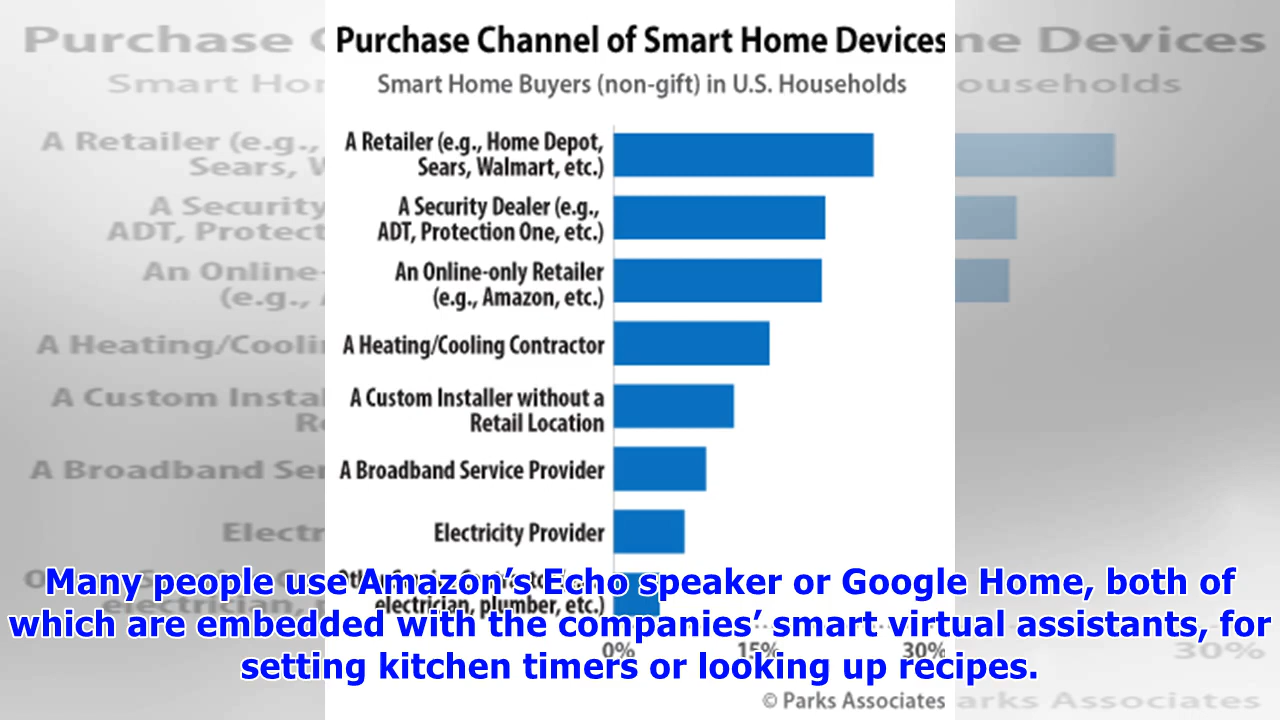 Purchase Channel of Smart Home Devices
Smart Home Buyers (non-gift) in U.S. Households
A Retailer (e.g., Home Depot,
Sears, Walmart, etc.)
A Security Dealer (e.g.,
ADT, Protection One, etc.)
An Online-only Retailer
(e.g., Amazon, etc.)
A Heating/Cooling Contractor
A Custom Installer without a
Retail Location
A Broadband Service Provider
Electricity Provider
electrician, plumber, etc.)
0% 15% 30%
Many people use Amazon’s Echo speaker or Google Home, both of
which are embedded with the companies’ smart virtual assistants, for
setting kitchen timers or looking up recipes.
© Parks Associates